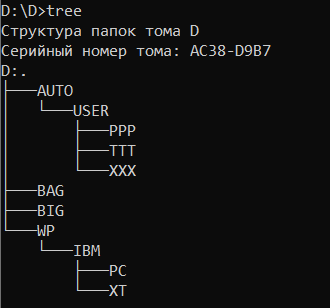 D:\D>tree
Структура папок тома D
Серийный номер тома: AC38-D9B7
D:.
├───AUTO
│   └───USER
│       ├───PPP
│       ├───TTT
│       └───XXX
├───BAG
├───BIG
└───WP
    └───IBM
        ├───PC
        └───XT